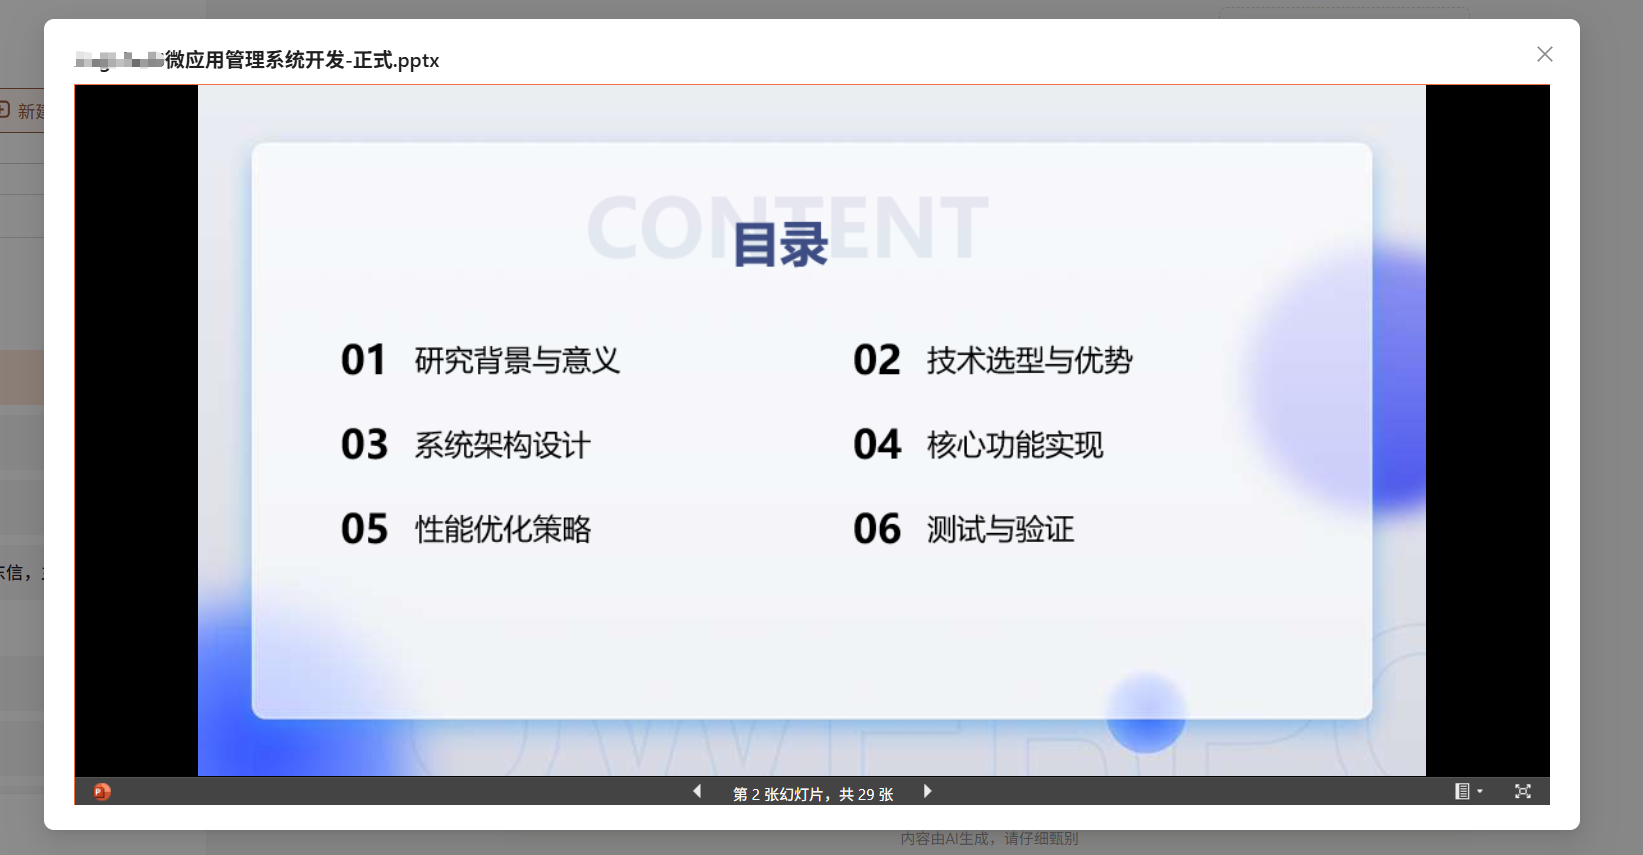 微应用管理系统开发-正式.pptx
新建
CONTENT
目录
01 研究背景与意义
02 技术选型与优势
03 系统架构设计
04 核心功能实现
05 性能优化策略
06 测试与验证
第 2 张幻灯片，共 29 张
内容由AI生成，请仔细甄别